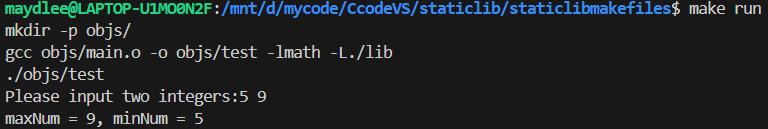 maydlee@LAPTOP-U1MO0N2F:/mnt/d/mycode/CcodeVS/staticlib/staticlibmakefiles$ make run
mkdir -p objs/
gcc objs/main.o -o objs/test -lmath -L./lib
./objs/test
Please input two integers:5 9
maxNum = 9, minNum = 5